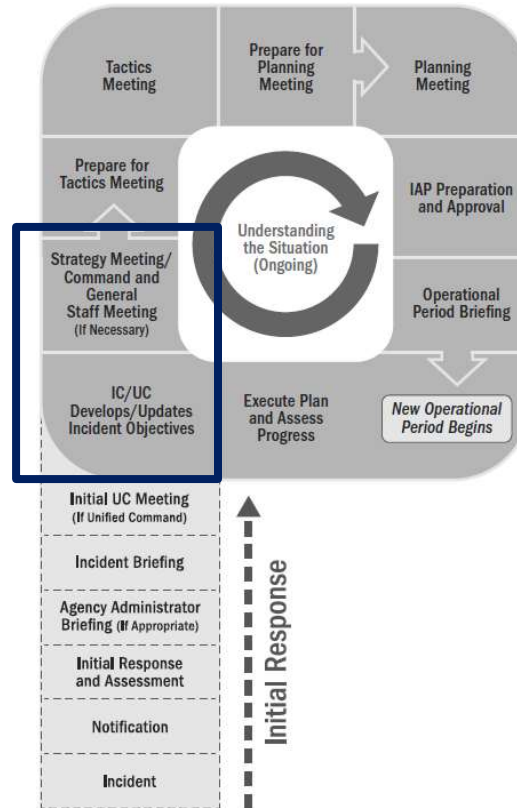 Tactics
Meeting
Prepare for
Planning
Meeting
Planning
Meeting
Prepare for
Tactics Meeting
Understanding
the Situation
(Ongoing)
IAP Preparation
and Approval
Strategy Meeting/
Command and
General
Staff Meeting
(If Necessary)
Operational
Period Briefing
IC/UC
Develops/Updates
Incident Objectives
Execute Plan
and Assess
Progress
New Operational
Period Begins
Initial UC Meeting
(If Unified Command)
Incident Briefing
Agency Administrator
Briefing (If Appropriate)
Initial Response
and Assessment
Notification
Incident
Initial Response